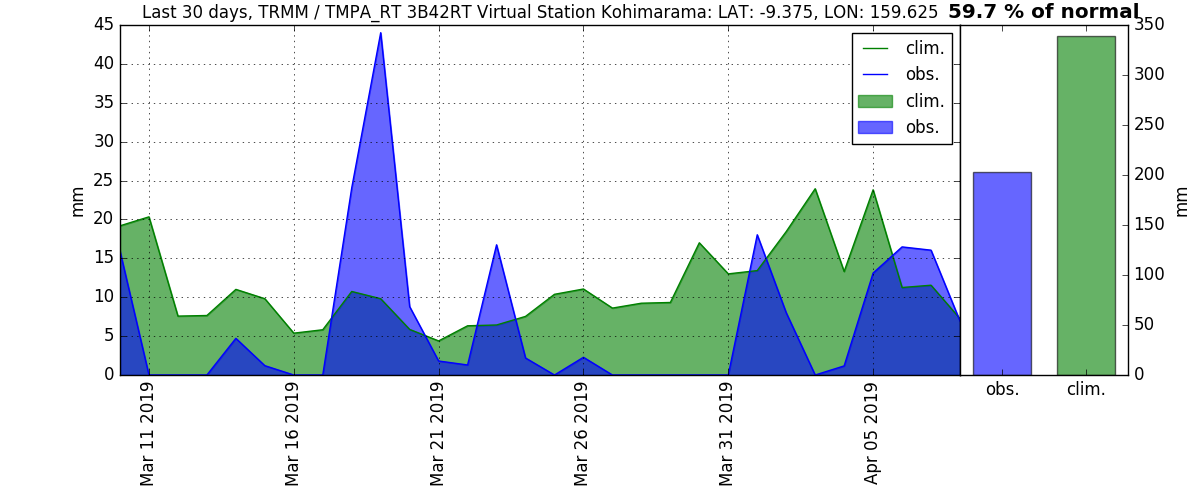 Last 30 days, TRMM / TMPA_RT 3B42RT Virtual Station Kohimarama: LAT: -9.375, LON: 159.625 59.7 % of normal
45
40
35
30
25
20
15
10
5
0
mm
clim.
obs.
clim.
obs.
Mar 11 2019
Mar 16 2019
Mar 21 2019
Mar 26 2019
Mar 31 2019
Apr 05 2019
350
300
250
200
150
100
50
0
mm
obs.
clim.